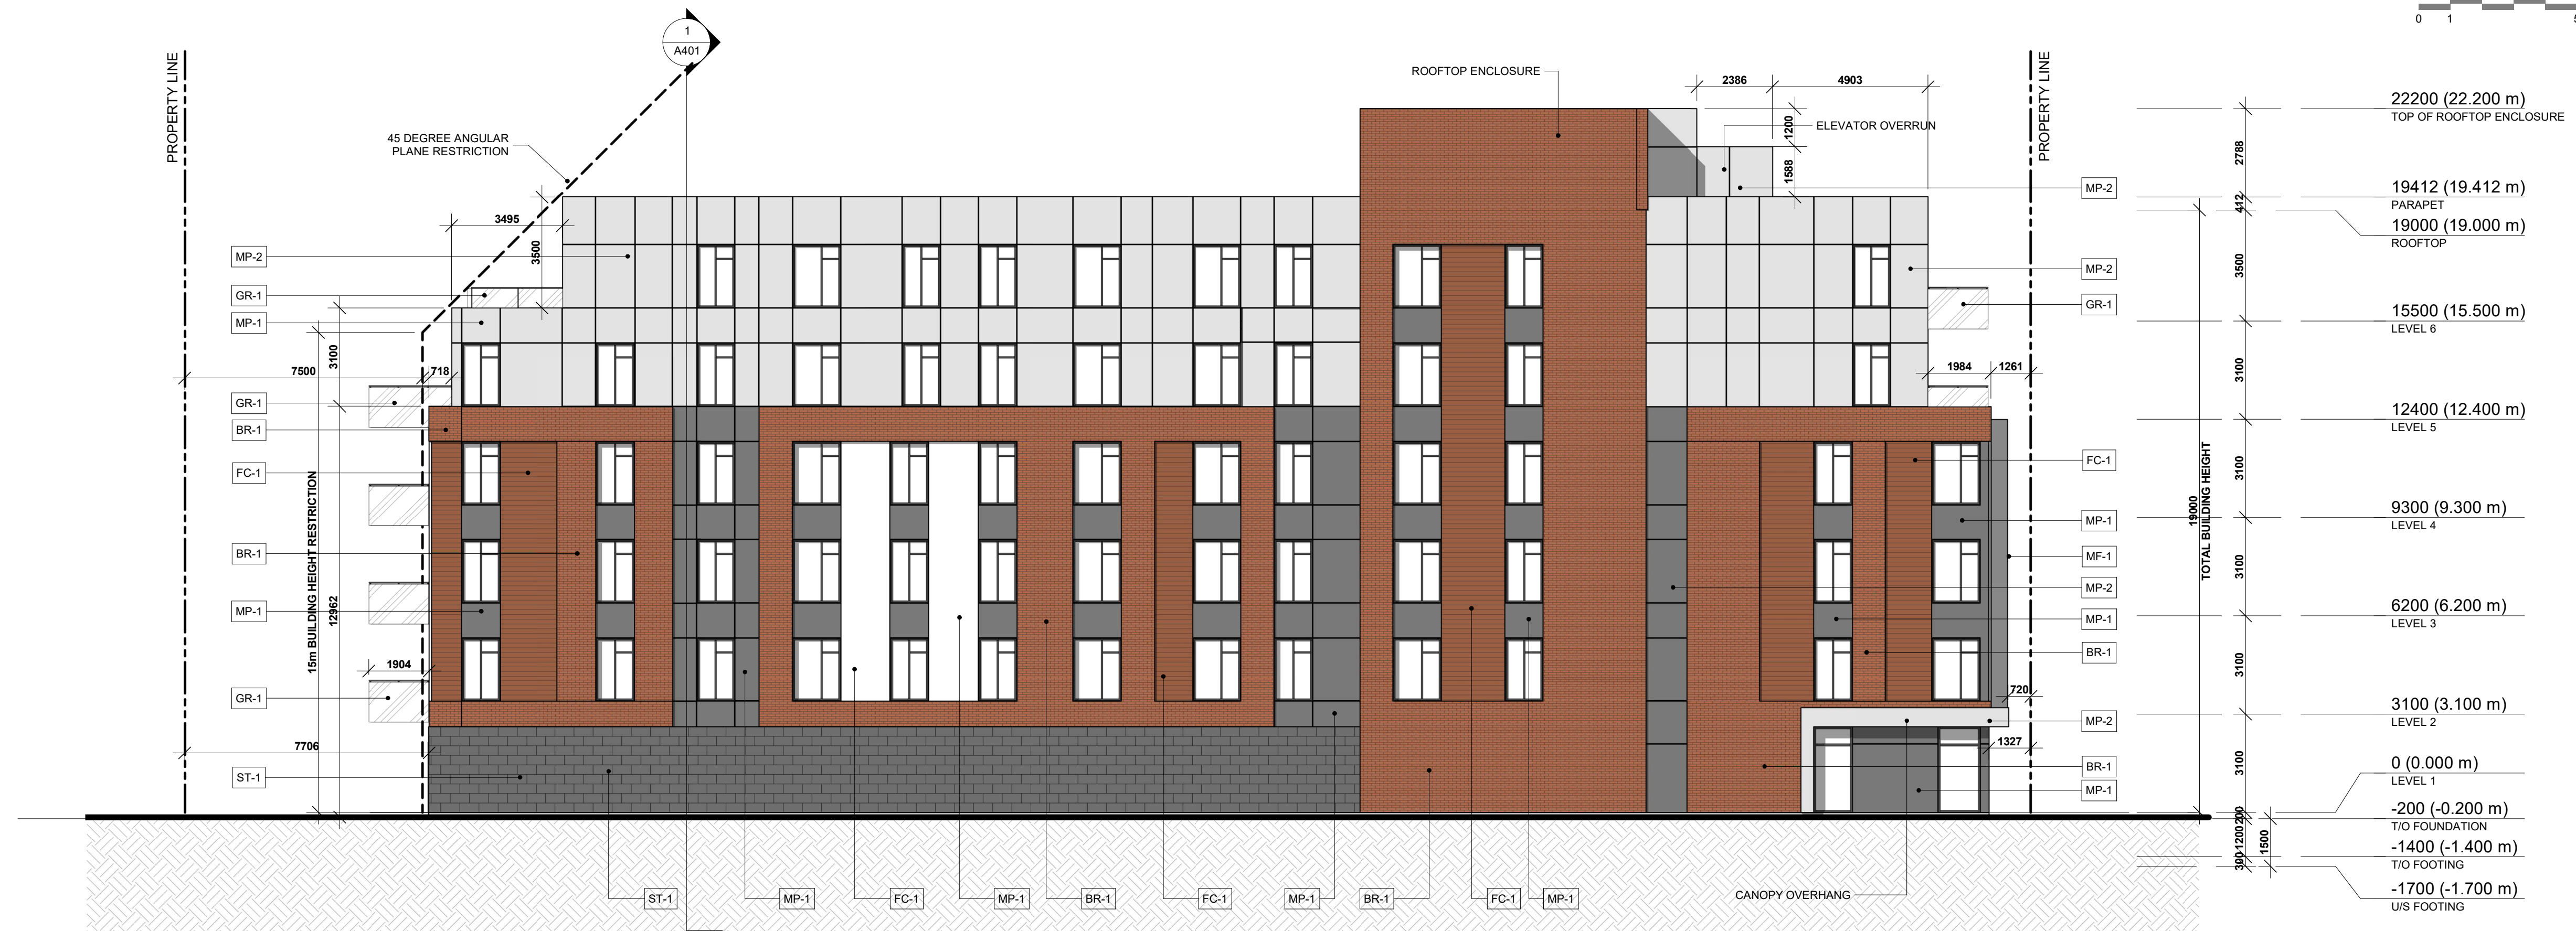 0 1 5
1
A401
PROPERTY LINE
45 DEGREE ANGULAR
PLANE RESTRICTION
ROOFTOP ENCLOSURE
2386
4903
PROPERTY LINE
1200
ELEVATOR OVERRUN
1588
3495
3500
MP-2
GR-1
MP-1
3100
7500
718
GR-1
BR-1
FC-1
15m BUILDING HEIGHT RESTRICTION
12962
BR-1
MP-1
1904
GR-1
7706
ST-1
MP-2
MP-2
GR-1
1984
1261
FC-1
MP-1
MF-1
MP-2
MP-1
BR-1
720
MP-2
1327
BR-1
MP-1
19000
TOTAL BUILDING HEIGHT
2788
412
3500
3100
3100
3100
3100
3100
200
1200
300
1500
22200 (22.200 m)
TOP OF ROOFTOP ENCLOSURE
19412 (19.412 m)
PARAPET
19000 (19.000 m)
ROOFTOP
15500 (15.500 m)
LEVEL 6
12400 (12.400 m)
LEVEL 5
9300 (9.300 m)
LEVEL 4
6200 (6.200 m)
LEVEL 3
3100 (3.100 m)
LEVEL 2
0 (0.000 m)
LEVEL 1
-200 (-0.200 m)
T/O FOUNDATION
-1400 (-1.400 m)
T/O FOOTING
-1700 (-1.700 m)
U/S FOOTING
ST-1
MP-1
FC-1
MP-1
BR-1
FC-1
MP-1
BR-1
FC-1
MP-1
CANOPY OVERHANG